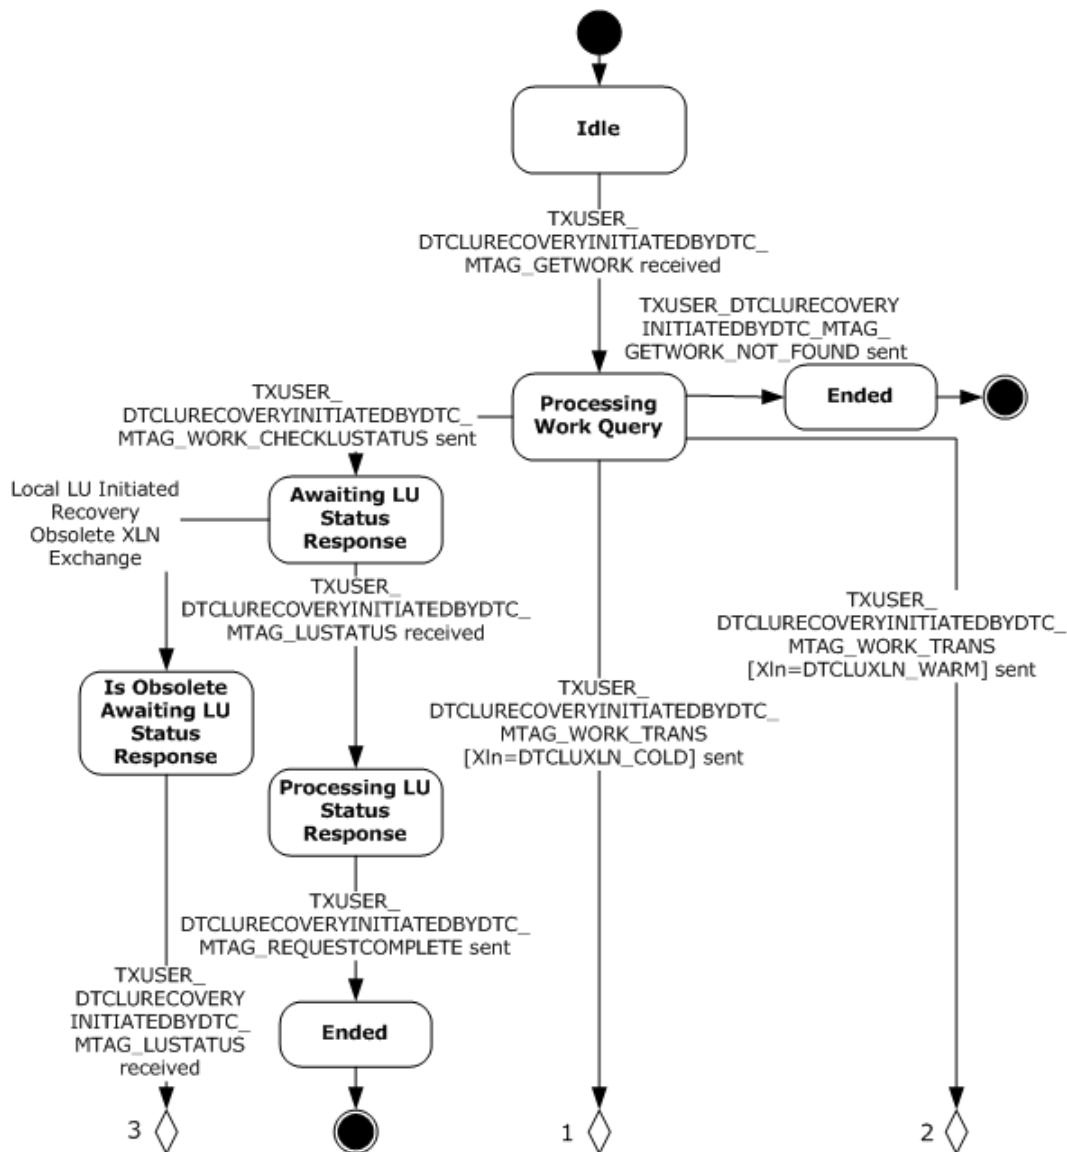 Idle
TXUSER_
DTCLURECOVERYINITIATEDBYDTC_
MTAG_GETWORK received
TXUSER_DTCLURECOVERY
INITIATEDBYDTC_MTAG_
GETWORK_NOT_FOUND sent
Processing
Work Query
Ended
TXUSER_
DTCLURECOVERYINITIATEDBYDTC_
MTAG_WORK_CHECKLUSTATUS sent
Awaiting LU
Status
Response
Local LU Initiated
Recovery
Obsolete XLN
Exchange
TXUSER_
DTCLURECOVERYINITIATEDBYDTC_
MTAG_LUSTATUS received
TXUSER_
DTCLURECOVERYINITIATEDBYDTC_
MTAG_WORK_TRANS
[Xln=DTCLUXLN_WARM] sent
Is Obsolete
Awaiting LU
Status
Response
TXUSER_
DTCLURECOVERYINITIATEDBYDTC_
MTAG_WORK_TRANS
[Xln=DTCLUXLN_COLD] sent
Processing LU
Status
Response
TXUSER_
DTCLURECOVERYINITIATEDBYDTC_
MTAG_REQUESTCOMPLETE sent
TXUSER_
DTCLURECOVERY
INITIATEDBYDTC_
MTAG_LUSTATUS
received
Ended
3
1
2